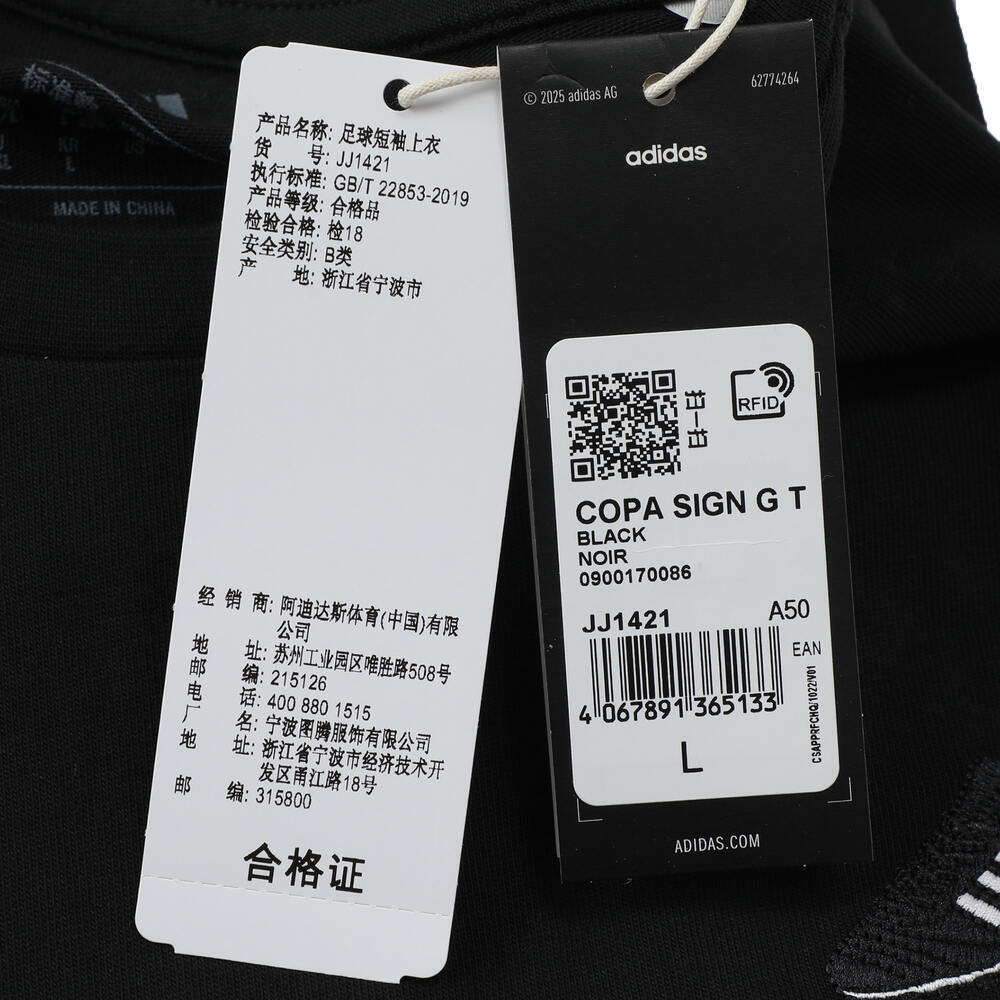 标准
KR
L
US
MADE IN CHINA
产品名称: 足球短袖上衣
货 号: JJ1421
执行标准: GB/T 22853-2019
产品等级: 合格品
检验合格: 检18
安全类别: B类
产 地: 浙江省宁波市
经 销 商: 阿迪达斯体育(中国)有限
公司
地 址: 苏州工业园区唯胜路508号
邮 编: 215126
电 话: 400 880 1515
厂 名: 宁波图腾服饰有限公司
地 址: 浙江省宁波市经济技术开
发区甬江路18号
邮 编: 315800
合格证
© 2025 adidas AG
62774264
adidas
扫一扫
RFID
COPA SIGN G T
BLACK
NOIR
0900170086
JJ1421 A50
EAN
4 067891 365133
CSAPPRFCHQ/1022/V01
L
ADIDAS.COM